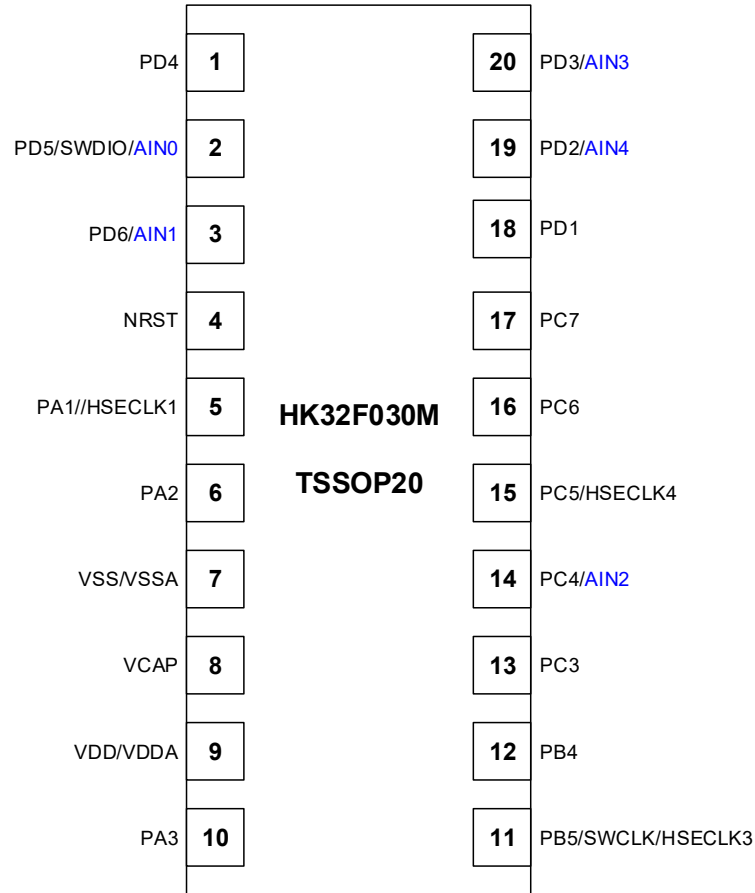 PD4 1 20 PD3/AIN3
PD5/SWDIO/AIN0 2 19 PD2/AIN4
PD6/AIN1 3 18 PD1
NRST 4 17 PC7
PA1//HSECLK1 5 16 PC6
HK32F030M
PA2 6 15 PC5/HSECLK4
TSSOP20
VSS/VSSA 7 14 PC4/AIN2
VCAP 8 13 PC3
VDD/VDDA 9 12 PB4
PA3 10 11 PB5/SWCLK/HSECLK3